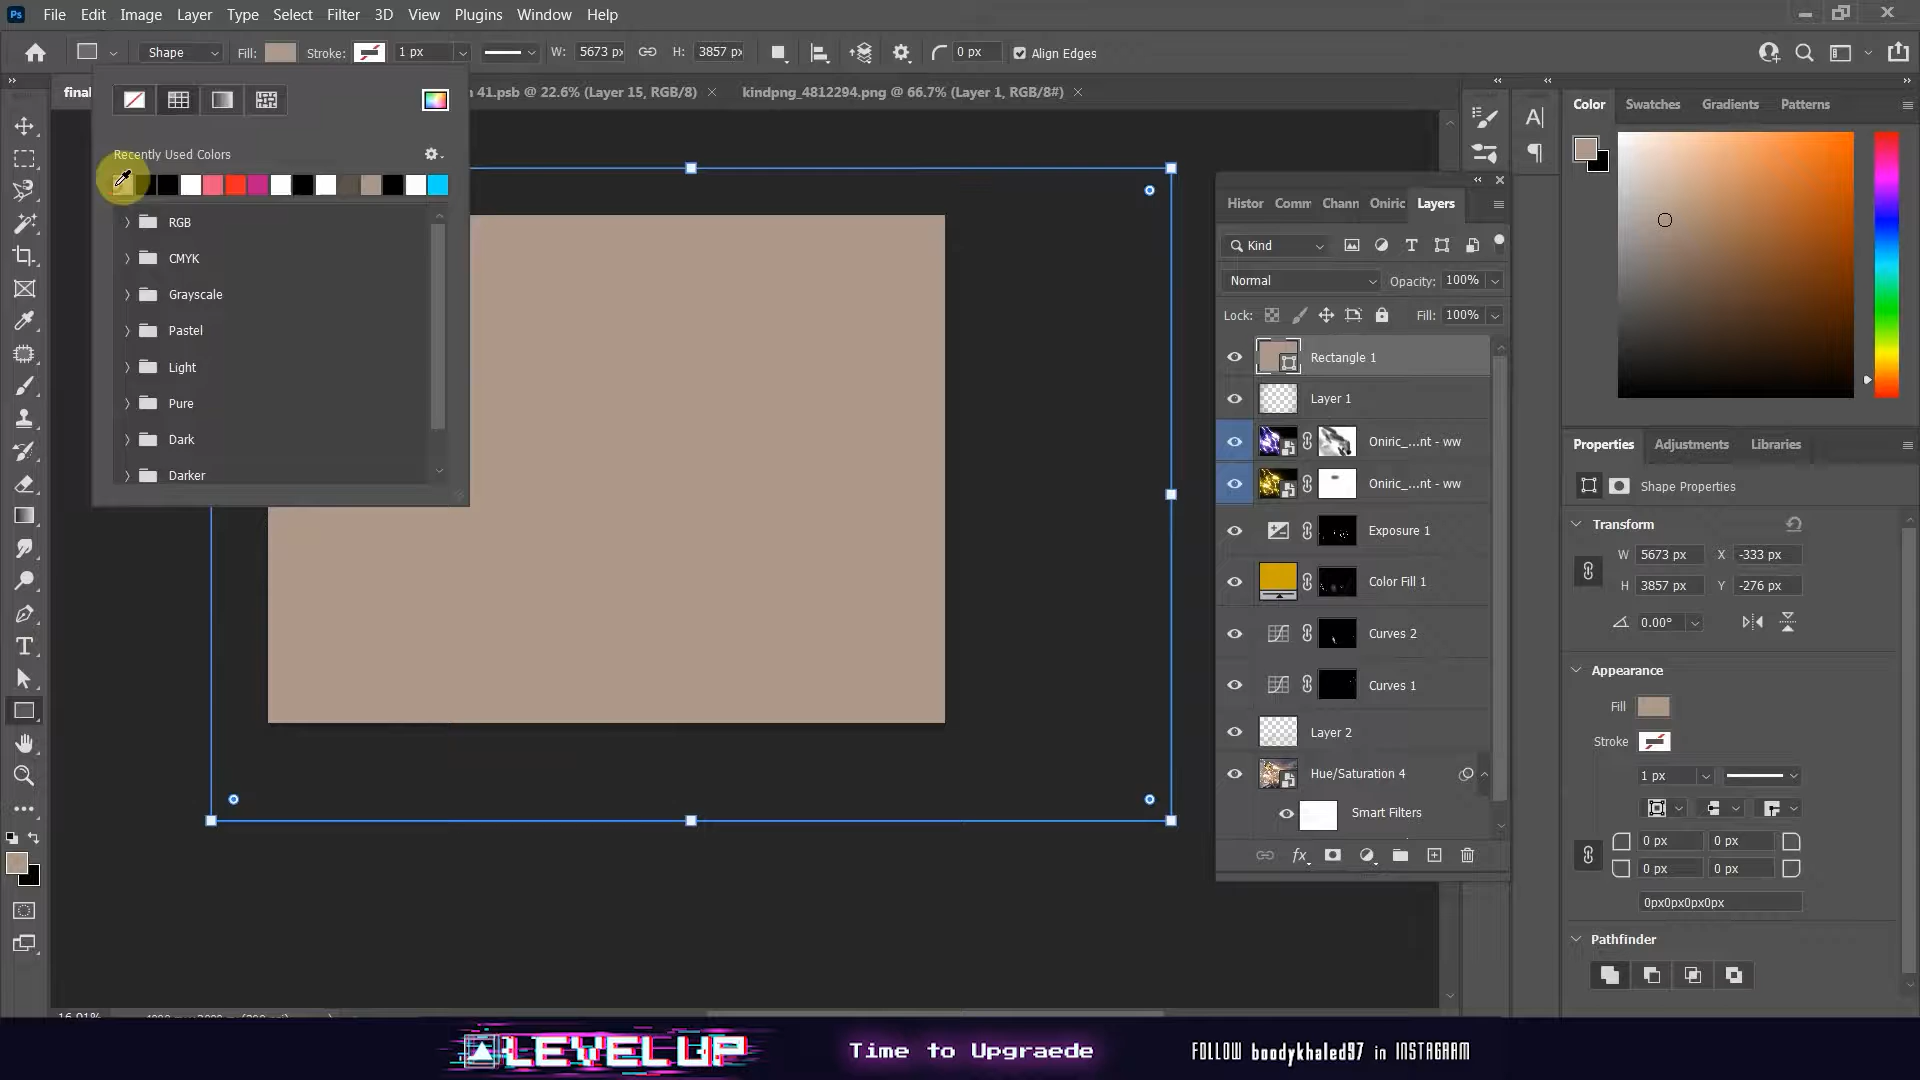 Ps File Edit Image Layer Type Select Filter 3D View Plugins Window Help
Shape Fill: Stroke: 1 px W: 5673 px H: 3857 px 0 px Align Edges
final
41.psb @ 22.6% (Layer 15, RGB/8) kindpng_4812294.png @ 66.7% (Layer 1, RGB/8#)
Recently Used Colors
RGB
CMYK
Grayscale
Pastel
Light
Pure
Dark
Darker
Histor Comm Chann Oniric Layers
Kind
Normal Opacity: 100%
Lock: Fill: 100%
Rectangle 1
Layer 1
Oniric_...nt - ww
Oniric_...nt - ww
Exposure 1
Color Fill 1
Curves 2
Curves 1
Layer 2
Hue/Saturation 4
Smart Filters
fx
Color Swatches Gradients Patterns
Properties Adjustments Libraries
Shape Properties
Transform
W 5673 px X -333 px
H 3857 px Y -276 px
0.00°
Appearance
Fill
Stroke
1 px
0 px 0 px
0 px 0 px
0px0px0px0px
Pathfinder
LEVEL UP Time to Upgraede FOLLOW boodykhaled97 in INSTAGRAM